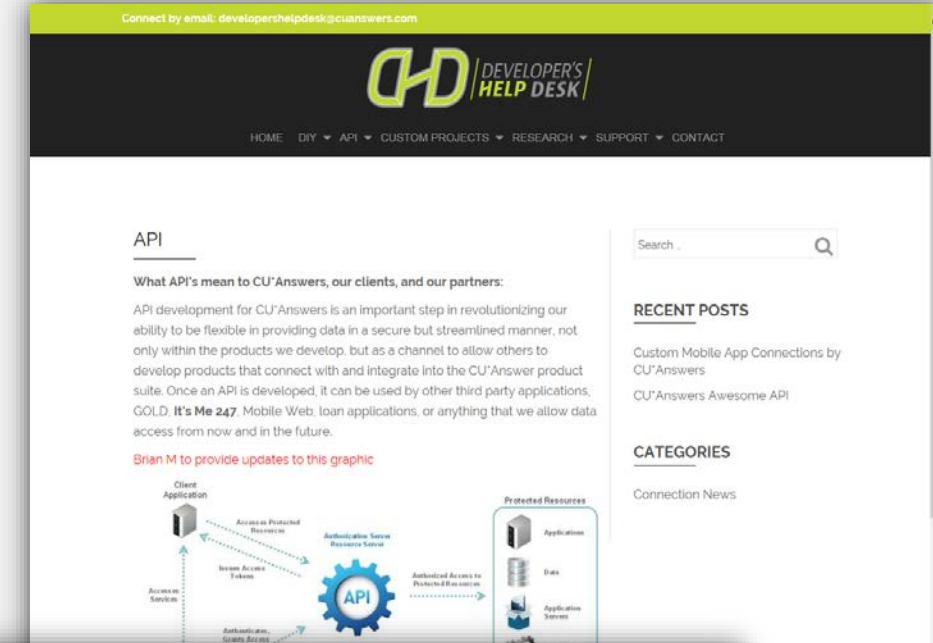 Connect by email: developershelpdesk@cuanswers.com
CHD DEVELOPER'S
HELP DESK
HOME DIY API CUSTOM PROJECTS RESEARCH SUPPORT CONTACT
API
What API's mean to CU*Answers, our clients, and our partners:
API development for CU*Answers is an important step in revolutionizing our
ability to be flexible in providing data in a secure but streamlined manner, not
only within the products we develop, but as a channel to allow others to
develop products that connect with and integrate into the CU*Answer product
suite. Once an API is developed, it can be used by other third party applications,
GOLD, It's Me 247, Mobile Web, loan applications, or anything that we allow data
access from now and in the future.
Brian M to provide updates to this graphic
Client
Application
Access to Protected
Resources
Authorization Server
Resource Server
Issues Access
Tokens
Access to
Services
API
Authenticates,
Grants Access
Authorized Access to
Protected Resources
Protected Resources
Applications
Data
Application
Servers
Search ..
RECENT POSTS
Custom Mobile App Connections by
CU*Answers
CU*Answers Awesome API
CATEGORIES
Connection News